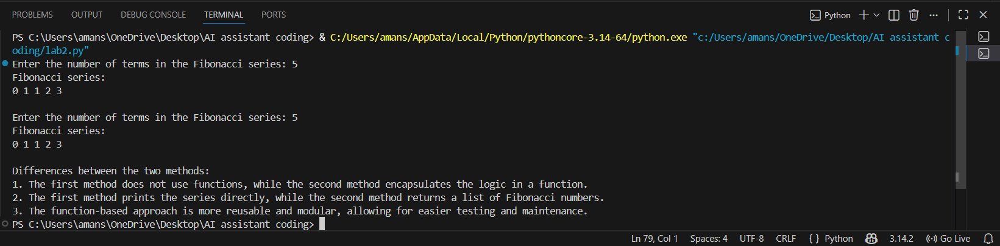 PROBLEMS OUTPUT DEBUG CONSOLE TERMINAL PORTS Python
PS C:\Users\amans\OneDrive\Desktop\AI assistant coding> & C:/Users/amans/AppData/Local/Python/pythoncore-3.14-64/python.exe "c:/Users/amans/OneDrive/Desktop/AI assistant c
oding/lab2.py"
Enter the number of terms in the Fibonacci series: 5
Fibonacci series:
0 1 1 2 3
Enter the number of terms in the Fibonacci series: 5
Fibonacci series:
0 1 1 2 3
Differences between the two methods:
1. The first method does not use functions, while the second method encapsulates the logic in a function.
2. The first method prints the series directly, while the second method returns a list of Fibonacci numbers.
3. The function-based approach is more reusable and modular, allowing for easier testing and maintenance.
PS C:\Users\amans\OneDrive\Desktop\AI assistant coding>
Ln 79, Col 1 Spaces: 4 UTF-8 CRLF { } Python 3.14.2 Go Live